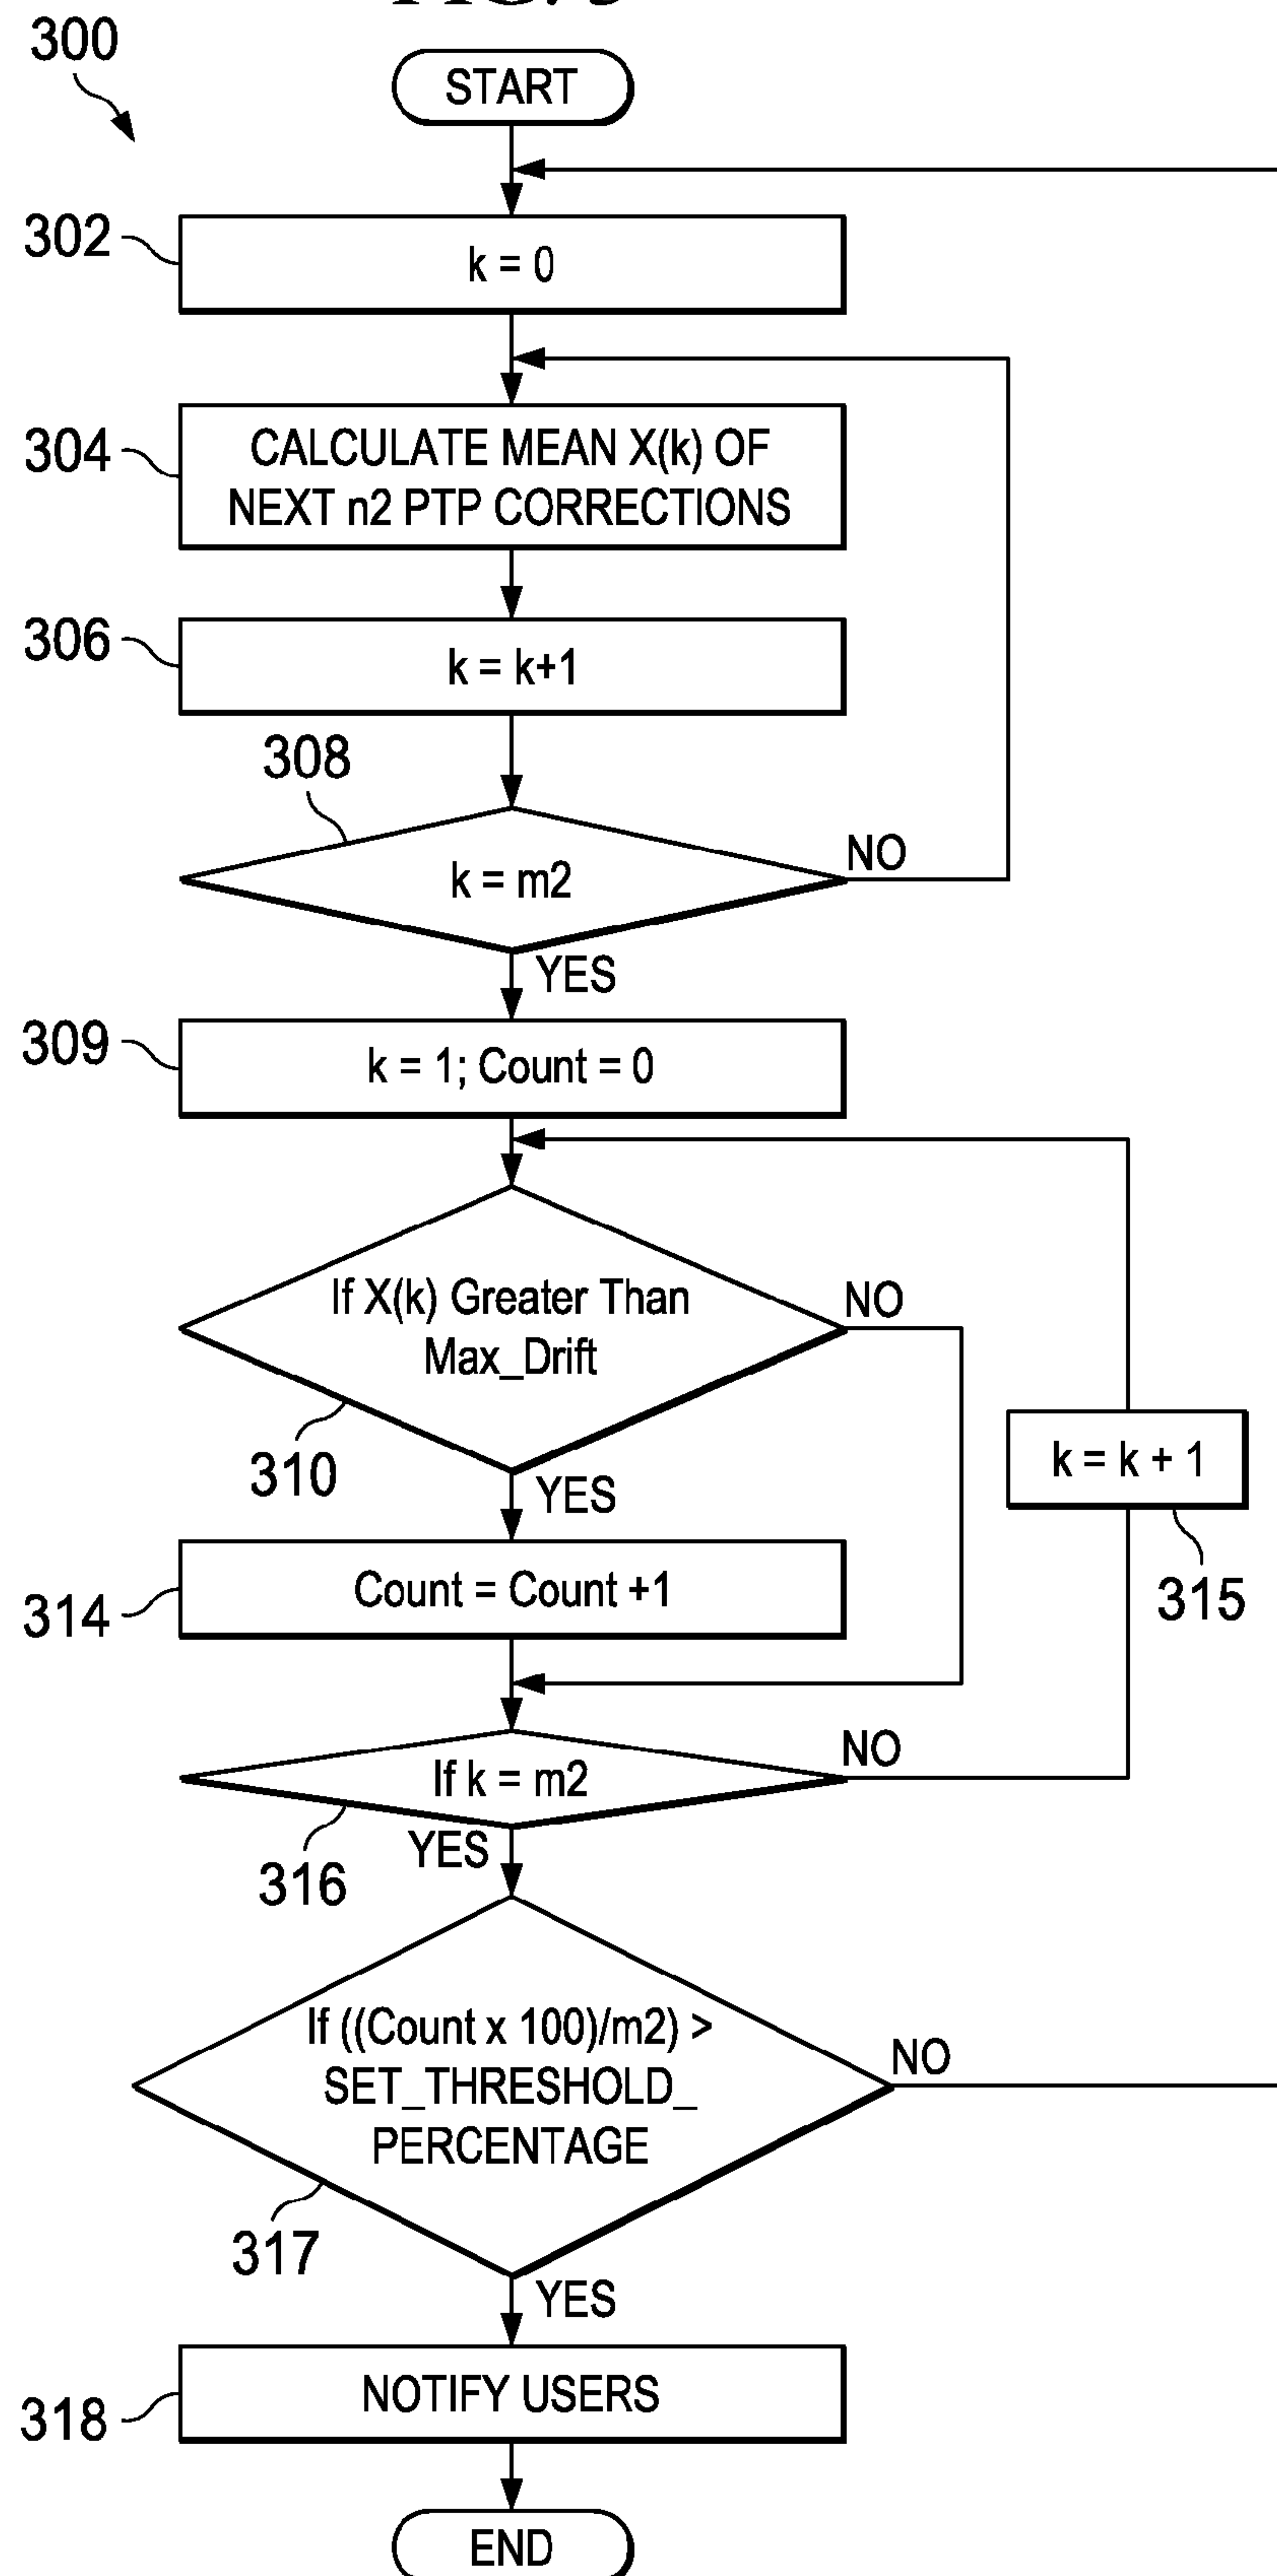 300
START
302
k = 0
304
CALCULATE MEAN X(k) OF
NEXT n2 PTP CORRECTIONS
306
k = k+1
308
k = m2
NO
YES
309
k = 1; Count = 0
If X(k) Greater Than
Max_Drift
NO
310
YES
k = k + 1
315
314
Count = Count +1
If k = m2
NO
316
YES
If ((Count x 100)/m2) >
SET_THRESHOLD_
PERCENTAGE
NO
317
YES
318
NOTIFY USERS
END